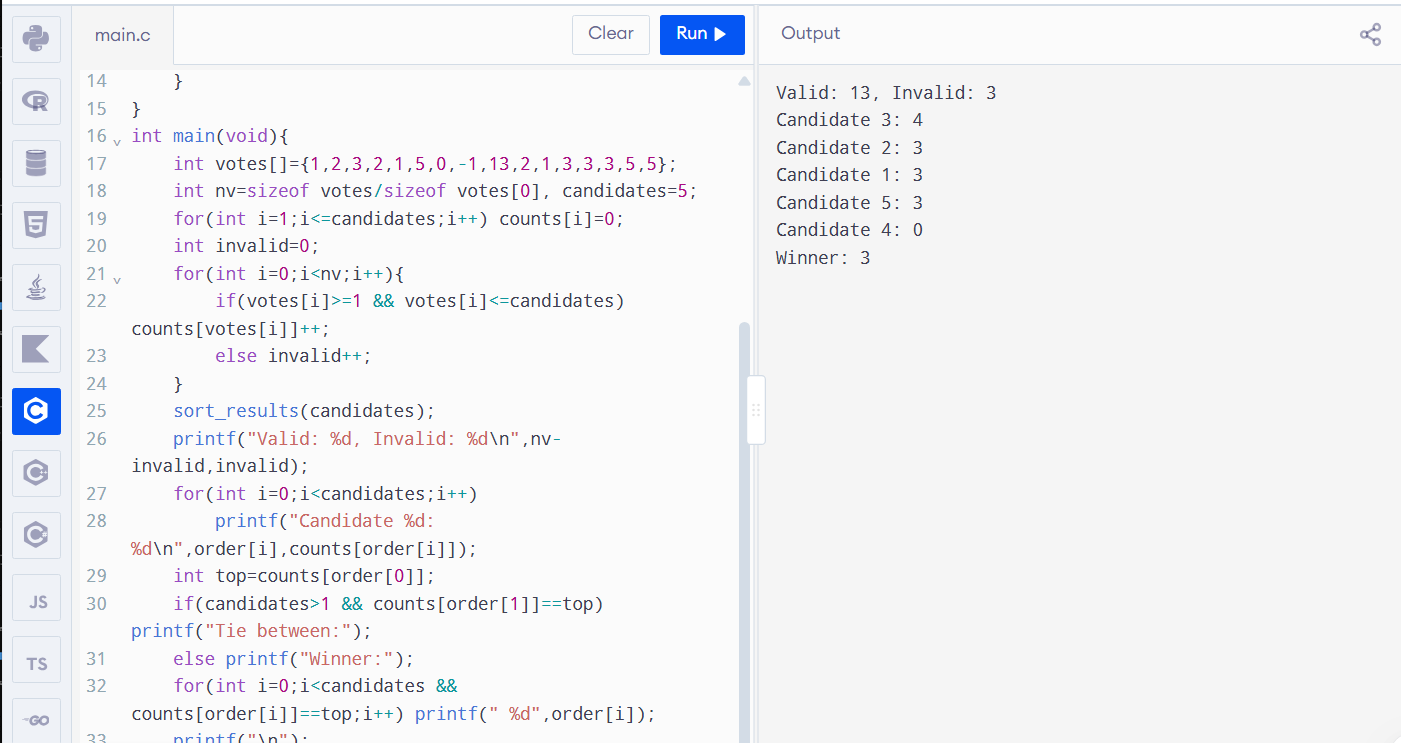 main.c
Clear
Run
Output
14 }
15 }
16 int main(void){
17 int votes[]={1,2,3,2,1,5,0,-1,13,2,1,3,3,3,5,5};
18 int nv=sizeof votes/sizeof votes[0], candidates=5;
19 for(int i=1;i<=candidates;i++) counts[i]=0;
20 int invalid=0;
21 for(int i=0;i<nv;i++){
22 if(votes[i]>=1 && votes[i]<=candidates)
counts[votes[i]]++;
23 else invalid++;
24 }
25 sort_results(candidates);
26 printf("Valid: %d, Invalid: %d\n",nv-
invalid,invalid);
27 for(int i=0;i<candidates;i++)
28 printf("Candidate %d:
%d\n",order[i],counts[order[i]]);
29 int top=counts[order[0]];
30 if(candidates>1 && counts[order[1]]==top)
printf("Tie between:");
31 else printf("Winner:");
32 for(int i=0;i<candidates &&
counts[order[i]]==top;i++) printf(" %d",order[i]);
33 printf("\n");
Valid: 13, Invalid: 3
Candidate 3: 4
Candidate 2: 3
Candidate 1: 3
Candidate 5: 3
Candidate 4: 0
Winner: 3
R
5
C
C
C
JS
TS
GO